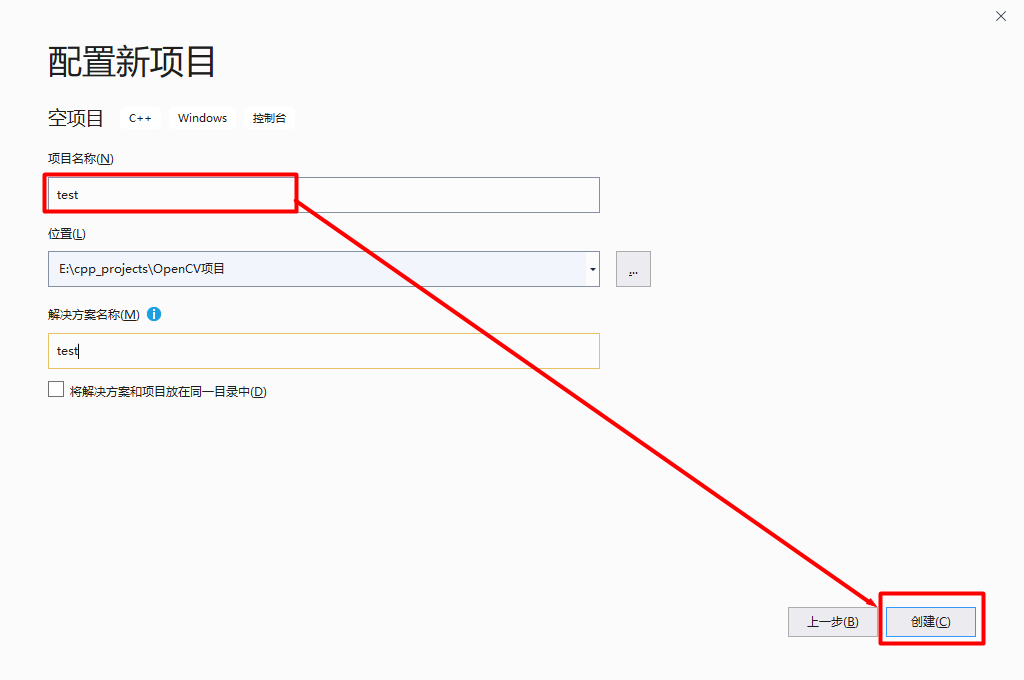 配置新项目
空项目 C++ Windows 控制台
项目名称(N)
test
位置(L)
E:\cpp_projects\OpenCV项目
...
解决方案名称(M)
test
将解决方案和项目放在同一目录中(D)
上一步(B) 创建(C)